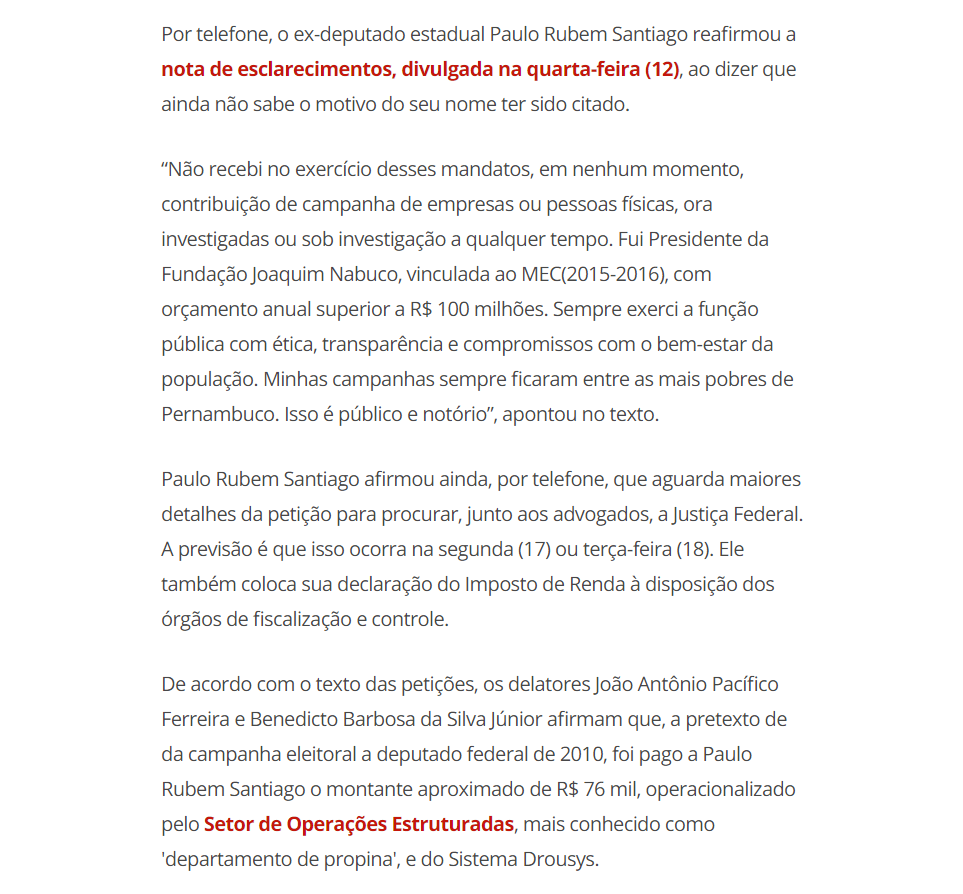 Por telefone, o ex-deputado estadual Paulo Rubem Santiago reafirmou a
nota de esclarecimentos, divulgada na quarta-feira (12), ao dizer que
ainda não sabe o motivo do seu nome ter sido citado.
“Não recebi no exercício desses mandatos, em nenhum momento,
contribuição de campanha de empresas ou pessoas físicas, ora
investigadas ou sob investigação a qualquer tempo. Fui Presidente da
Fundação Joaquim Nabuco, vinculada ao MEC(2015-2016), com
orçamento anual superior a R$ 100 milhões. Sempre exerci a função
pública com ética, transparência e compromissos com o bem-estar da
população. Minhas campanhas sempre ficaram entre as mais pobres de
Pernambuco. Isso é público e notório”, apontou no texto.
Paulo Rubem Santiago afirmou ainda, por telefone, que aguarda maiores
detalhes da petição para procurar, junto aos advogados, a Justiça Federal.
A previsão é que isso ocorra na segunda (17) ou terça-feira (18). Ele
também coloca sua declaração do Imposto de Renda à disposição dos
órgãos de fiscalização e controle.
De acordo com o texto das petições, os delatores João Antônio Pacífico
Ferreira e Benedicto Barbosa da Silva Júnior afirmam que, a pretexto de
da campanha eleitoral a deputado federal de 2010, foi pago a Paulo
Rubem Santiago o montante aproximado de R$ 76 mil, operacionalizado
pelo Setor de Operações Estruturadas, mais conhecido como
'departamento de propina', e do Sistema Drousys.